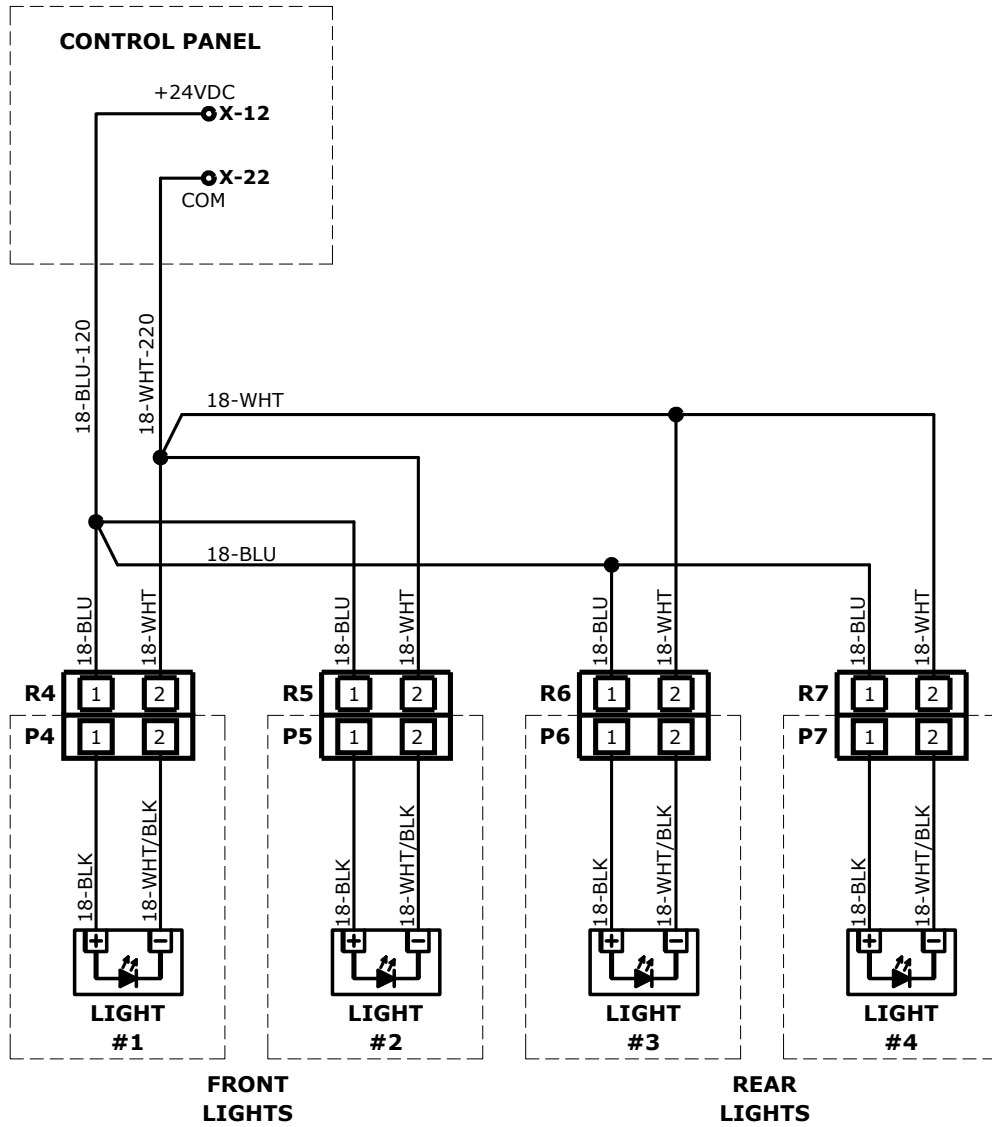 CONTROL PANEL
+24VDC
X-12
X-22
COM
18-BLU-120
18-WHT-220
18-WHT
18-BLU
18-BLU
18-WHT
18-BLU
18-WHT
18-BLU
18-WHT
18-BLU
18-WHT
R4 1 2
R5 1 2
R6 1 2
R7 1 2
P4 1 2
P5 1 2
P6 1 2
P7 1 2
18-BLK
18-WHT/BLK
18-BLK
18-WHT/BLK
18-BLK
18-WHT/BLK
18-BLK
18-WHT/BLK
+ −
+ −
+ −
+ −
LIGHT
#1
LIGHT
#2
LIGHT
#3
LIGHT
#4
FRONT
LIGHTS
REAR
LIGHTS